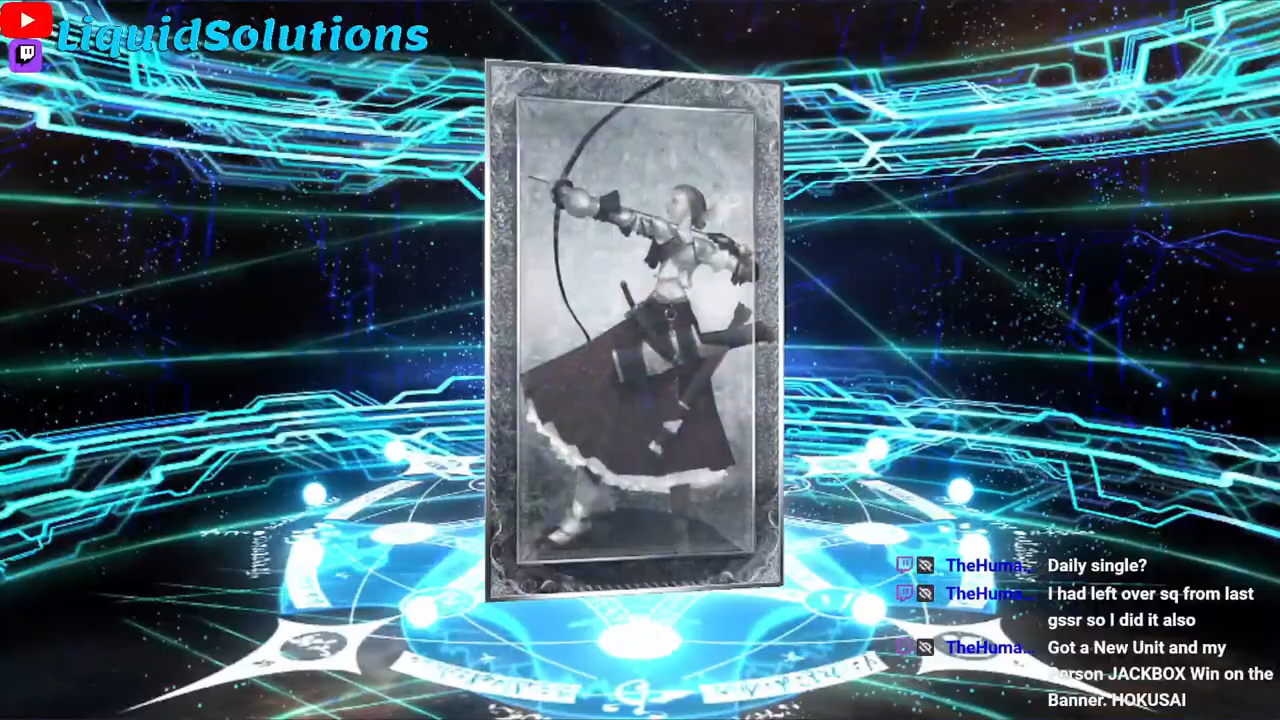 LiquidSolutions
TheHuma... Daily single?
TheHuma... I had left over sq from last
gssr so I did it also
TheHuma... Got a New Unit and my
Person JACKBOX Win on the
Banner. HOKUSAI